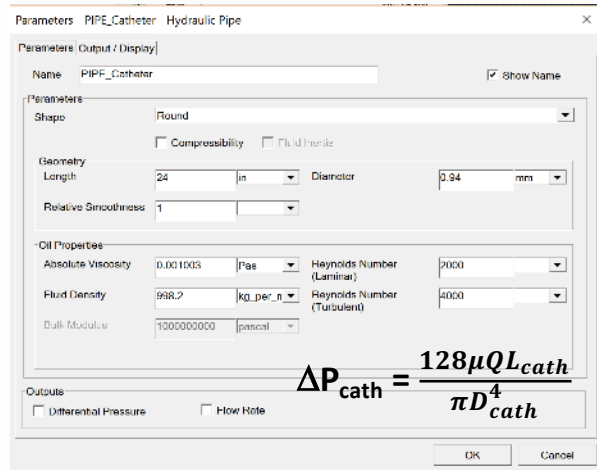 Parameters PIPE_Catheter Hydraulic Pipe
Parameters Output / Display
Name PIPE_Catheter Show Name
Parameters
Shape Round
Compressibility Fluid Inertia
Geometry
Length 24 in Diameter 0.94 mm
Relative Smoothness 1
Oil Properties
Absolute Viscosity 0.001003 Pas Reynolds Number (Laminar) 2000
Fluid Density 998.2 kg_per_n Reynolds Number (Turbulent) 4000
Bulk Modulus 1000000000 pascal
ΔP_cath = 128μQL_cath / πD_cath^4
Outputs
Differential Pressure Flow Rate
OK Cancel